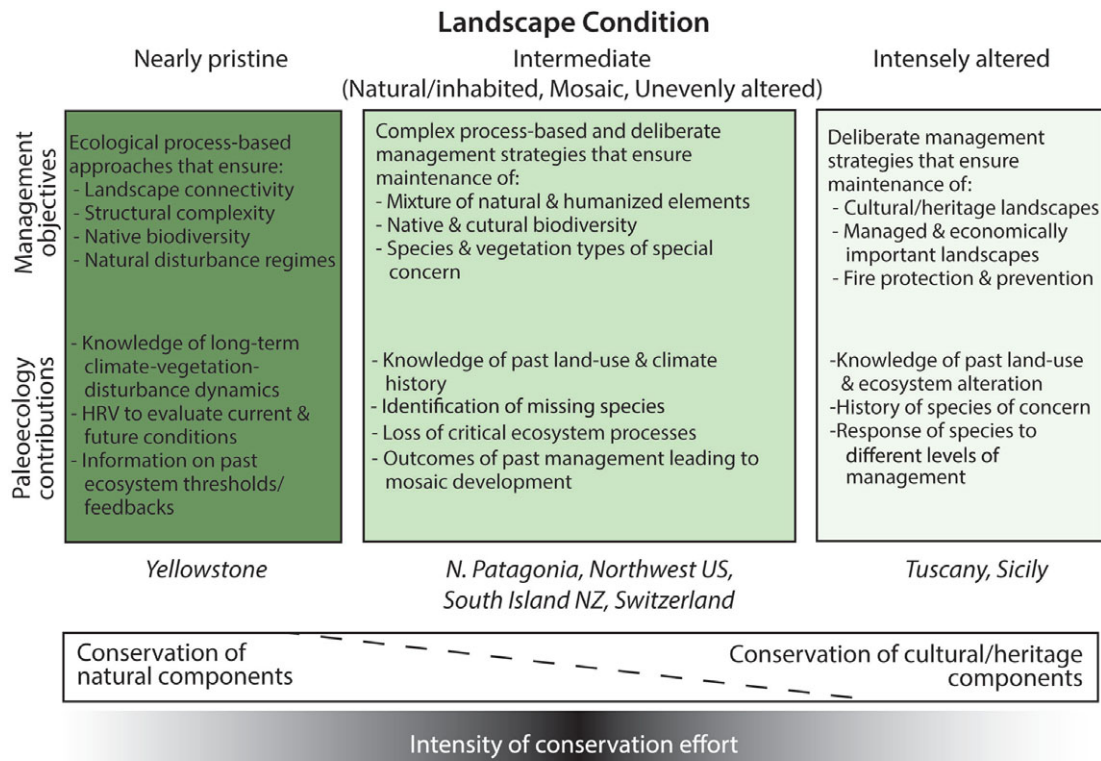 Landscape Condition
Nearly pristine
Intermediate
(Natural/inhabited, Mosaic, Unevenly altered)
Intensely altered
Management
objectives
Ecological process-based
approaches that ensure:
- Landscape connectivity
- Structural complexity
- Native biodiversity
- Natural disturbance regimes
Complex process-based and deliberate
management strategies that ensure
maintenance of:
- Mixture of natural & humanized elements
- Native & cutural biodiversity
- Species & vegetation types of special
concern
Deliberate management
strategies that ensure
maintenance of:
- Cultural/heritage landscapes
- Managed & economically
important landscapes
- Fire protection & prevention
Paleoecology
contributions
- Knowledge of long-term
climate-vegetation-
disturbance dynamics
- HRV to evaluate current &
future conditions
- Information on past
ecosystem thresholds/
feedbacks
- Knowledge of past land-use & climate
history
- Identification of missing species
- Loss of critical ecosystem processes
- Outcomes of past management leading to
mosaic development
-Knowledge of past land-use
& ecosystem alteration
-History of species of concern
-Response of species to
different levels of
management
Yellowstone
N. Patagonia, Northwest US,
South Island NZ, Switzerland
Tuscany, Sicily
Conservation of
natural components
Conservation of cultural/heritage
components
Intensity of conservation effort